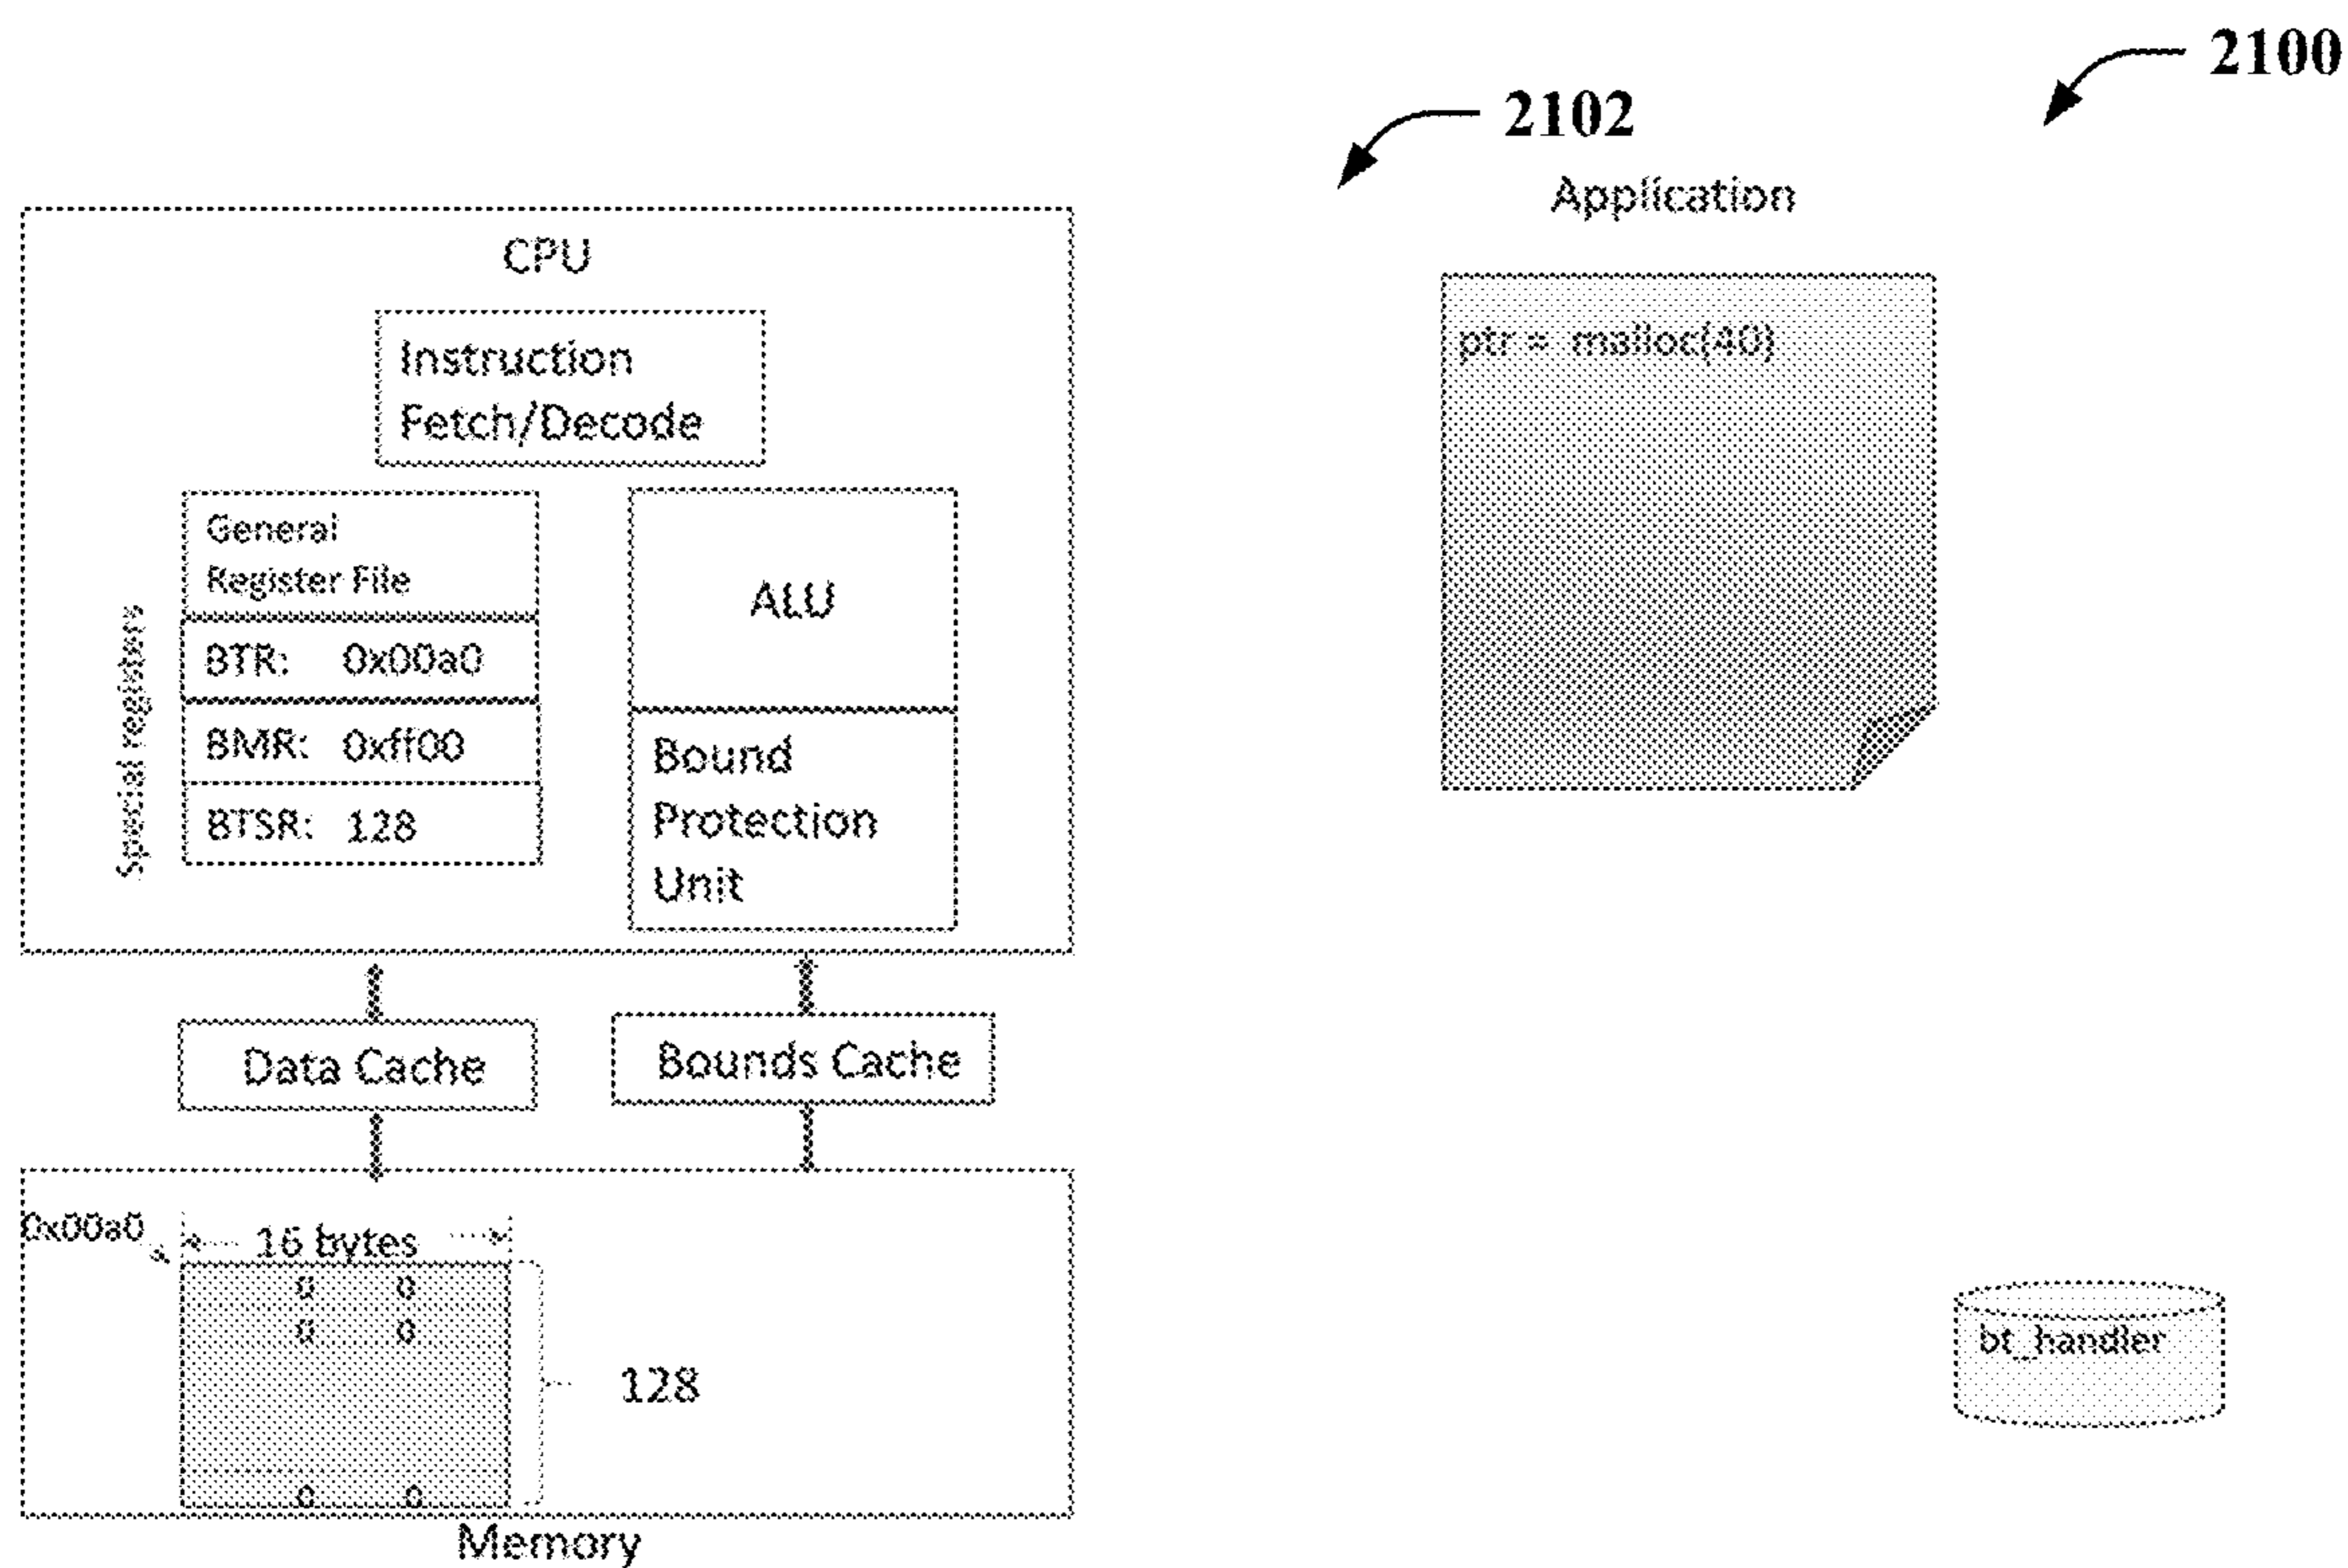 2100
2102
Application
ptr = malloc(40)
CPU
Instruction
Fetch/Decode
Special registers
General
Register File
BTR: 0x00a0
BMR: 0xff00
BTSR: 128
ALU
Bound
Protection
Unit
Data Cache
Bounds Cache
0x00a0
16 bytes
0 0
0 0
0 0
128
Memory
bt_handler